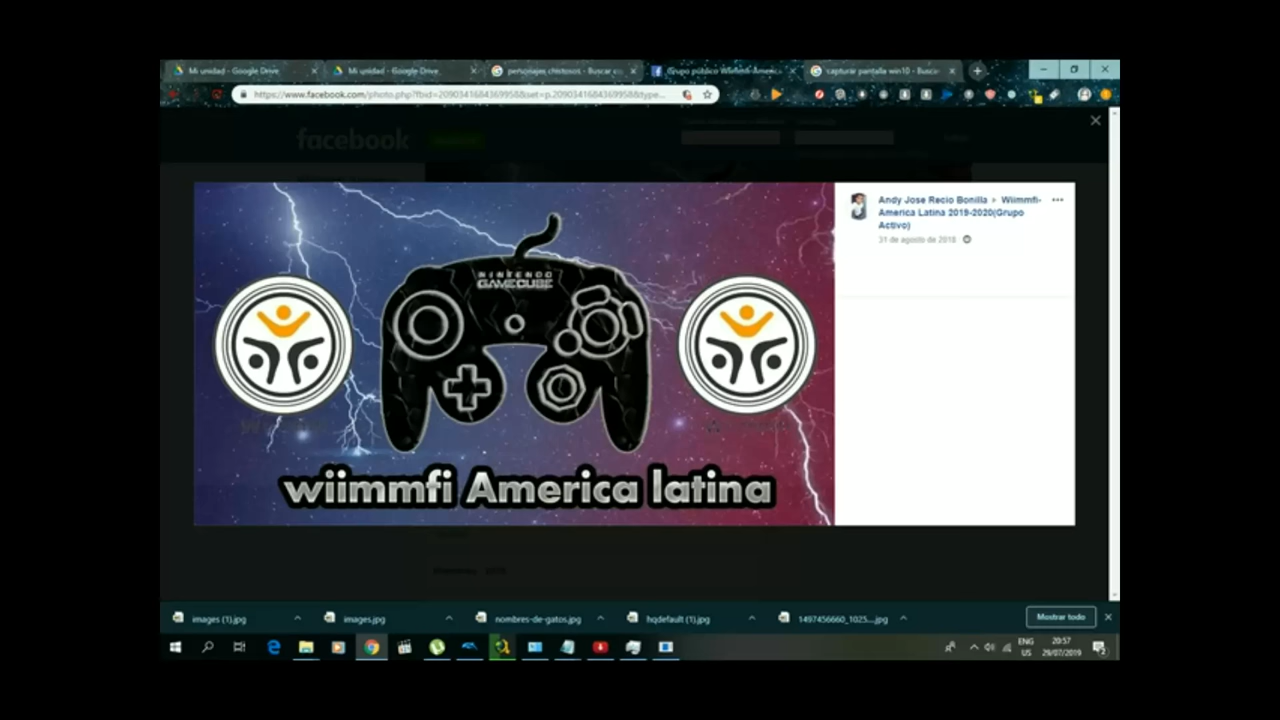 Mi unidad - Google Drive
Mi unidad - Google Drive
personajes chistosos - Buscar c
Grupo público Wiimmfi-America
capturar pantalla win10 - Busca
facebook
Andy Jose Recio Bonilla ▸ Wiimmfi-
America Latina 2019-2020(Grupo
Activo)
31 de agosto de 2018
NINTENDO
GAMECUBE
wiimmfi America latina
images (1).jpg
images.jpg
nombres-de-gatos.jpg
hqdefault (1).jpg
1497456660_1025....jpg
Mostrar todo
ENG
US
20:57
29/07/2019